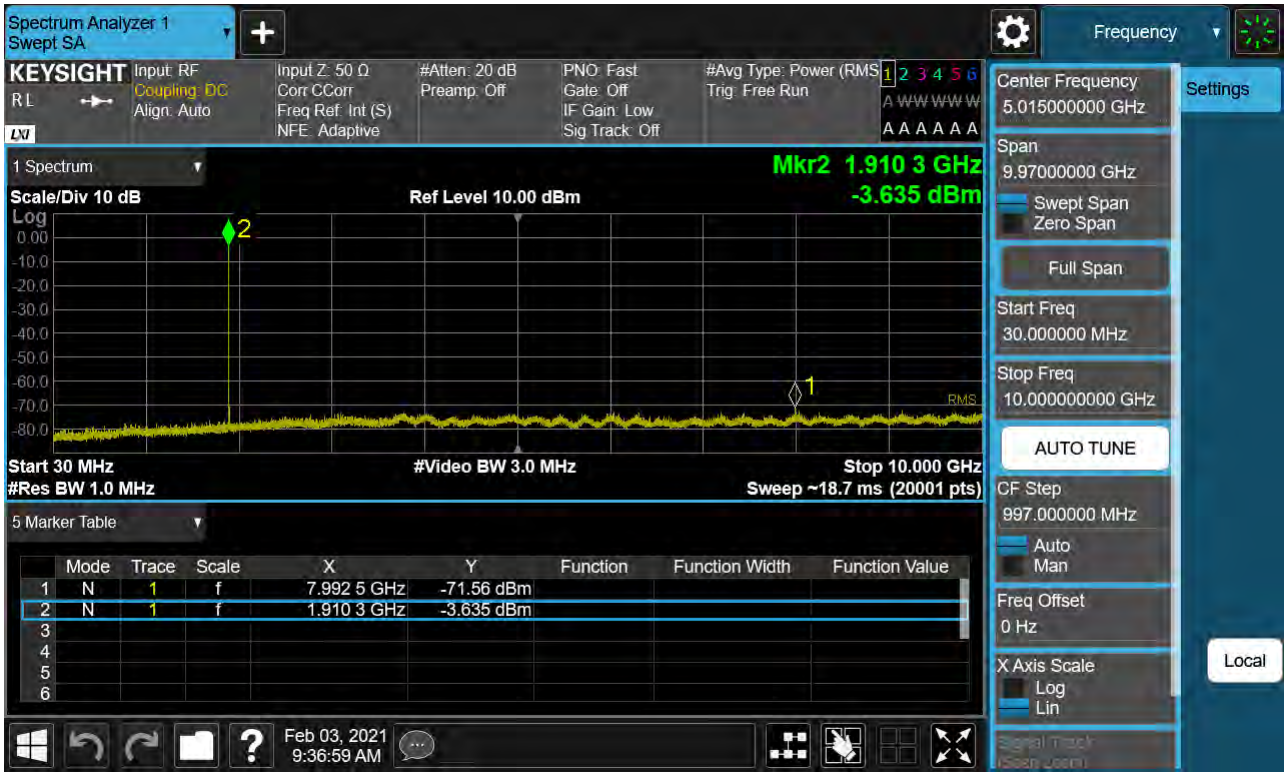 Spectrum Analyzer 1
Swept SA
Frequency
KEYSIGHT
R L
LXI
Input: RF
Coupling: DC
Align: Auto
Input Z: 50 Ω
Corr CCorr
Freq Ref: Int (S)
NFE: Adaptive
#Atten: 20 dB
Preamp: Off
PNO: Fast
Gate: Off
IF Gain: Low
Sig Track: Off
#Avg Type: Power (RMS
Trig: Free Run
1 2 3 4 5 6
A W W W W W
A A A A A A
1 Spectrum
Scale/Div 10 dB
Ref Level 10.00 dBm
Mkr2 1.910 3 GHz
-3.635 dBm
Log
0.00
-10.0
-20.0
-30.0
-40.0
-50.0
-60.0
-70.0
-80.0
2
1
RMS
Start 30 MHz
#Video BW 3.0 MHz
Stop 10.000 GHz
#Res BW 1.0 MHz
Sweep ~18.7 ms (20001 pts)
5 Marker Table
Mode Trace Scale X Y Function Function Width Function Value
1 N 1 f 7.992 5 GHz -71.56 dBm
2 N 1 f 1.910 3 GHz -3.635 dBm
3
4
5
6
Feb 03, 2021
9:36:59 AM
Center Frequency
5.015000000 GHz
Span
9.97000000 GHz
Swept Span
Zero Span
Full Span
Start Freq
30.000000 MHz
Stop Freq
10.000000000 GHz
AUTO TUNE
CF Step
997.000000 MHz
Auto
Man
Freq Offset
0 Hz
X Axis Scale
Log
Lin
Signal Track
(Span Zoom)
Settings
Local